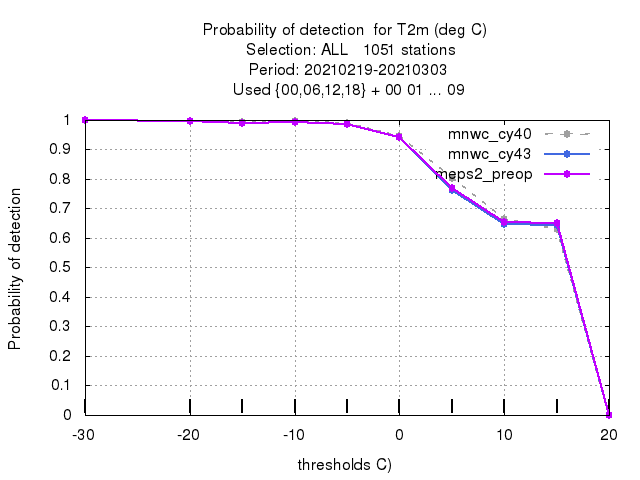 Probability of detection  for T2m (deg C)
Selection: ALL   1051 stations
Period: 20210219-20210303
Used {00,06,12,18} + 00 01 ... 09
mnwc_cy40
mnwc_cy43
meps2_preop
Probability of detection
1
0.9
0.8
0.7
0.6
0.5
0.4
0.3
0.2
0.1
0
-30 -20 -10 0 10 20
thresholds C)